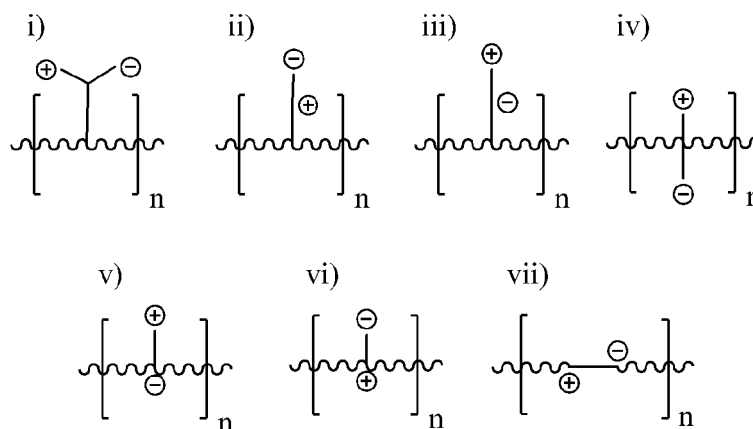 i) ii) iii) iv)
⊕ ⊖ ⊖ ⊕ ⊕ ⊖ ⊕ ⊖
n n n n
v) vi) vii)
⊕ ⊖ ⊖ ⊕ ⊕ ⊖
n n n